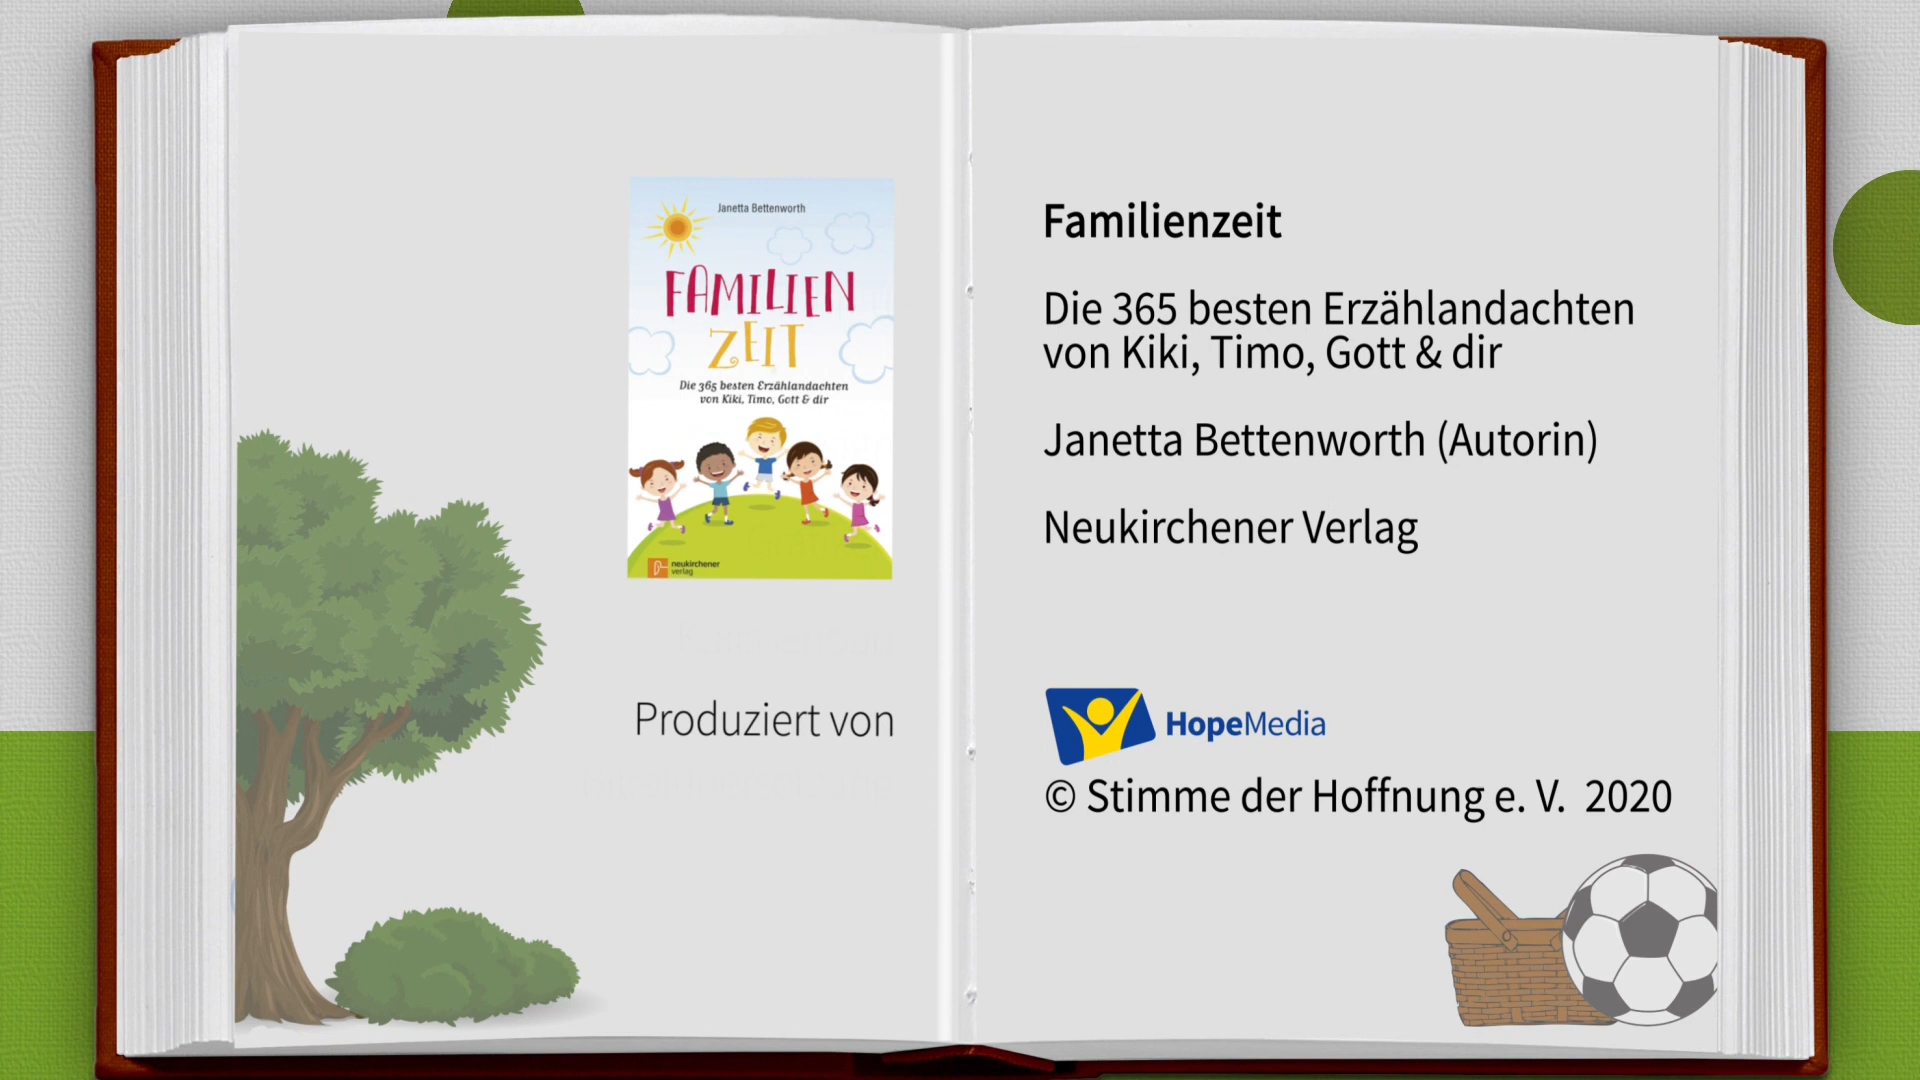 Janetta Bettenworth
FAMILIEN
ZEIT
Die 365 besten Erzählandachten
von Kiki, Timo, Gott & dir
neukirchener
verlag
Produziert von
Familienzeit
Die 365 besten Erzählandachten
von Kiki, Timo, Gott & dir
Janetta Bettenworth (Autorin)
Neukirchener Verlag
HopeMedia
© Stimme der Hoffnung e. V. 2020